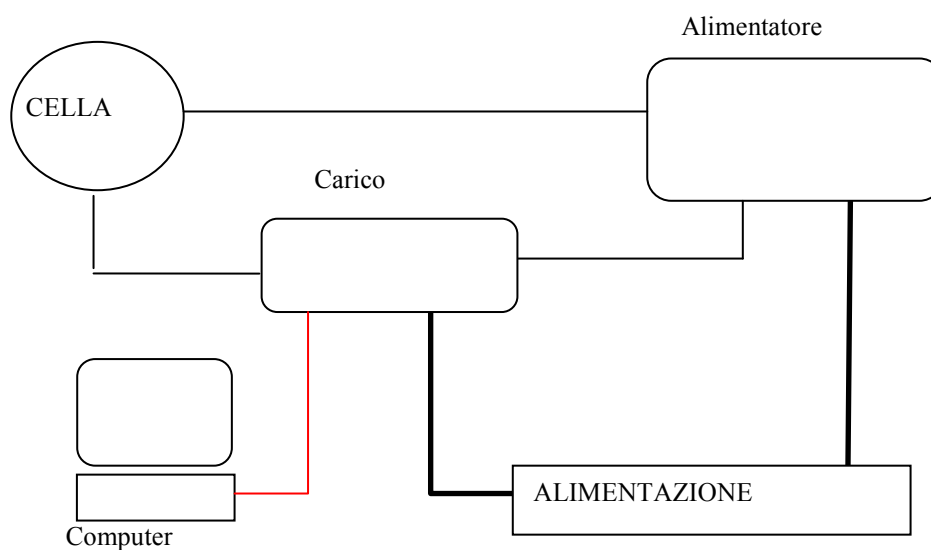 Alimentatore
CELLA
Carico
ALIMENTAZIONE
Computer